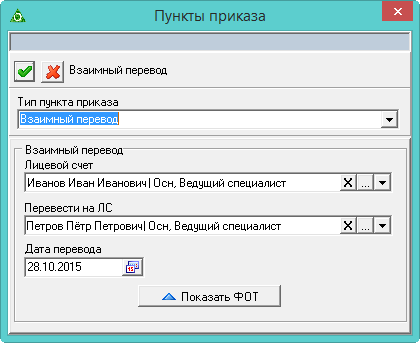 Пункты приказа
Взаимный перевод
Тип пункта приказа
Взаимный перевод
Взаимный перевод
Лицевой счет
Иванов Иван Иванович| Осн, Ведущий специалист
Перевести на ЛС
Петров Пётр Петрович| Осн, Ведущий специалист
Дата перевода
28.10.2015
Показать ФОТ